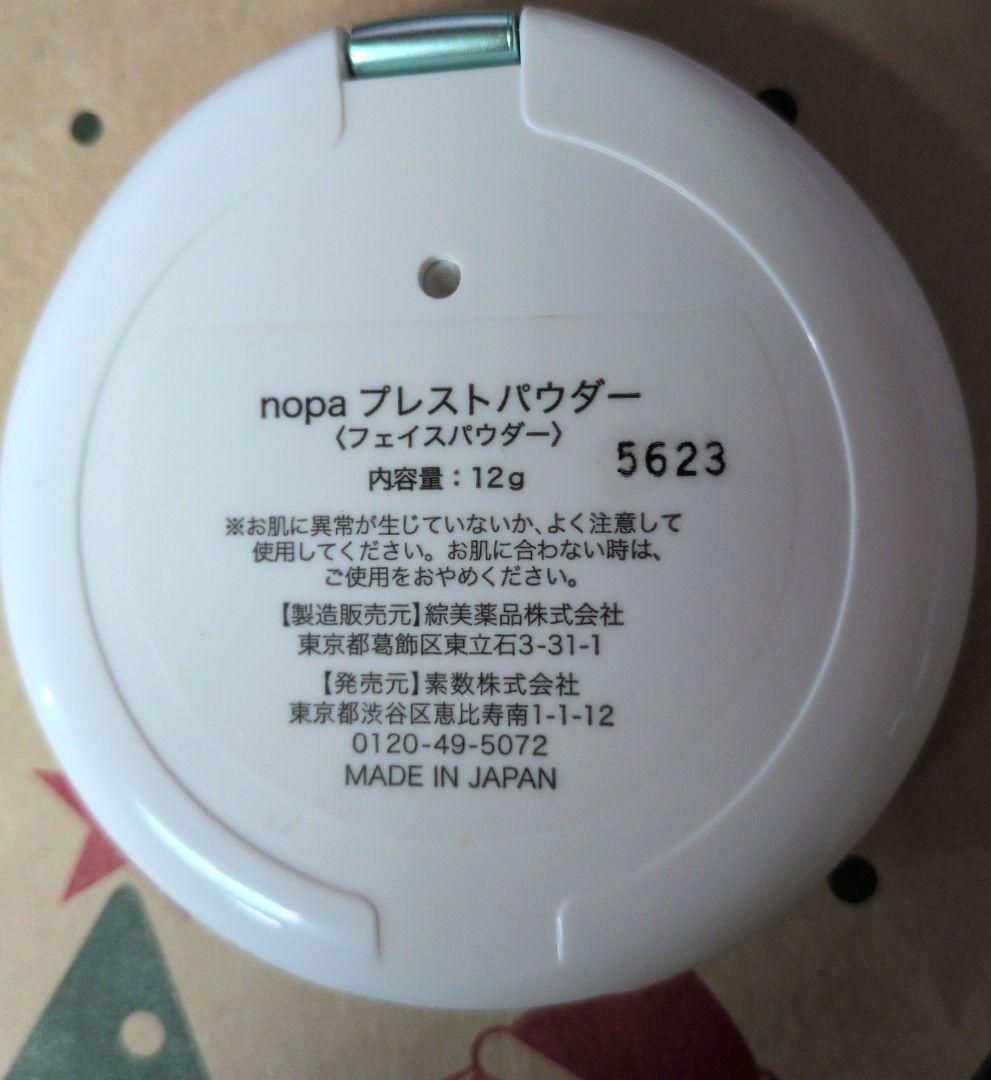 nopa プレストパウダー
〈フェイスパウダー〉
5623
内容量：12g
※お肌に異常が生じていないか、よく注意して
使用してください。お肌に合わない時は、
ご使用をおやめください。
【製造販売元】綜美薬品株式会社
東京都葛飾区東立石3-31-1
【発売元】素数株式会社
東京都渋谷区恵比寿南1-1-12
0120-49-5072
MADE IN JAPAN